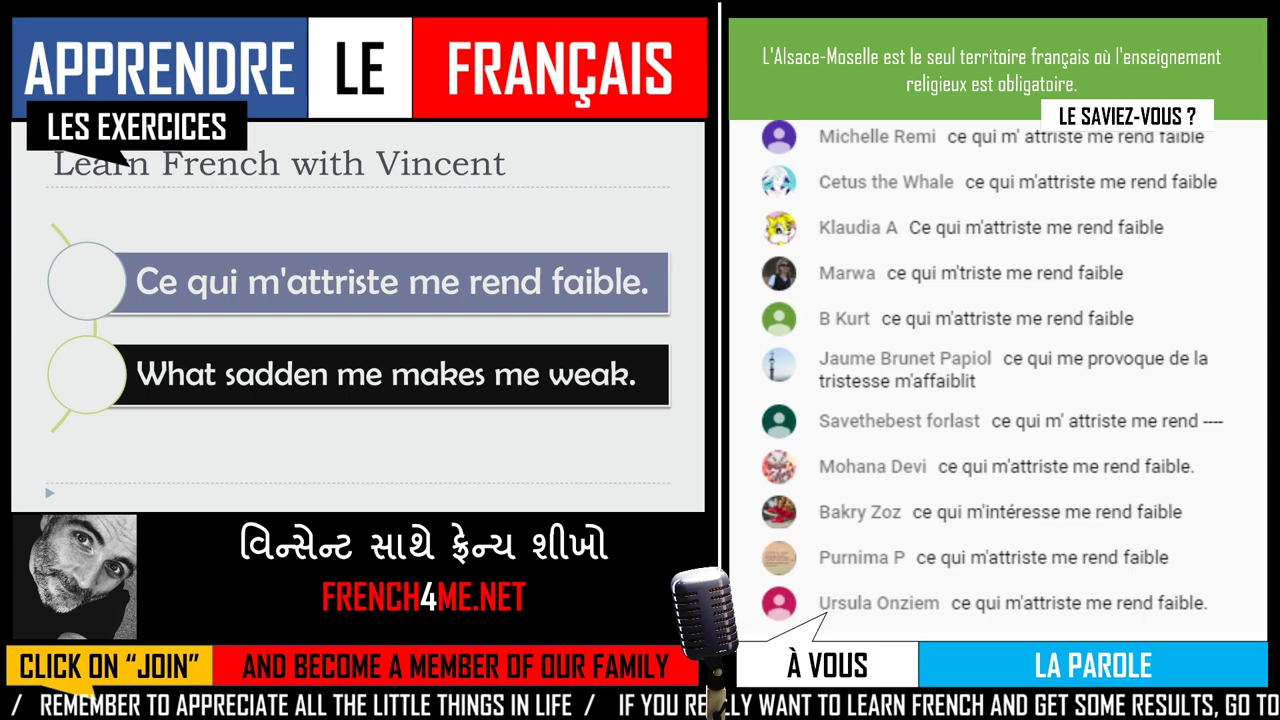 APPRENDRE LE FRANÇAIS
LES EXERCICES
Learn French with Vincent
Ce qui m'attriste me rend faible.
What sadden me makes me weak.
વિન્સેન્ટ સાથે ફ્રેન્ચ શીખો
FRENCH4ME.NET
CLICK ON “JOIN” AND BECOME A MEMBER OF OUR FAMILY
L'Alsace-Moselle est le seul territoire français où l'enseignement
religieux est obligatoire.
LE SAVIEZ-VOUS ?
Michelle Remi ce qui m' attriste me rend faible
Cetus the Whale ce qui m'attriste me rend faible
Klaudia A Ce qui m'attriste me rend faible
Marwa ce qui m'triste me rend faible
B Kurt ce qui m'attriste me rend faible
Jaume Brunet Papiol ce qui me provoque de la
tristesse m'affaiblit
Savethebest forlast ce qui m' attriste me rend ----
Mohana Devi ce qui m'attriste me rend faible.
Bakry Zoz ce qui m'intéresse me rend faible
Purnima P ce qui m'attriste me rend faible
Ursula Onziem ce qui m'attriste me rend faible.
À VOUS LA PAROLE
/ REMEMBER TO APPRECIATE ALL THE LITTLE THINGS IN LIFE / IF YOU REALLY WANT TO LEARN FRENCH AND GET SOME RESULTS, GO TO